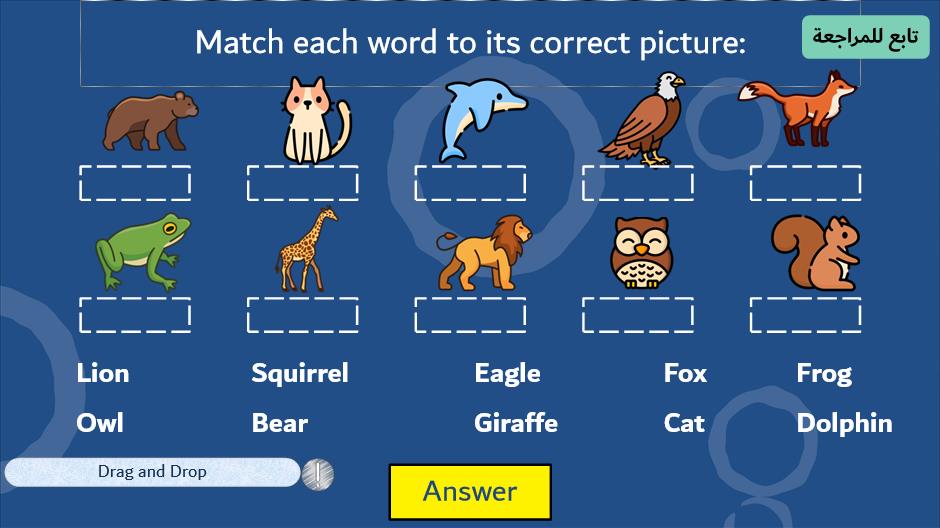 Match each word to its correct picture:
تابع للمراجعة
Lion Squirrel Eagle Fox Frog
Owl Bear Giraffe Cat Dolphin
Drag and Drop
!
Answer